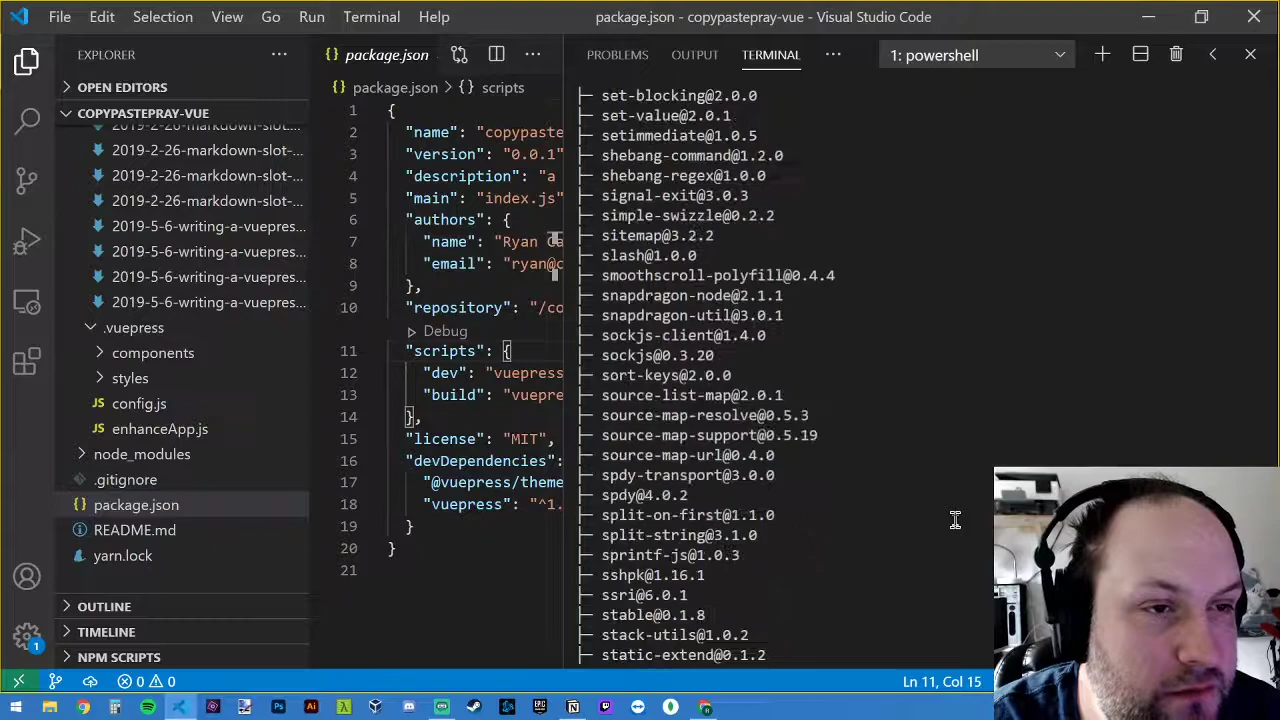 File Edit Selection View Go Run Terminal Help package.json - copypastepray-vue - Visual Studio Code
EXPLORER
OPEN EDITORS
COPYPASTEPRAY-VUE
2019-2-26-markdown-slot-...
2019-2-26-markdown-slot-...
2019-2-26-markdown-slot-...
2019-2-26-markdown-slot-...
2019-5-6-writing-a-vuepres...
2019-5-6-writing-a-vuepres...
2019-5-6-writing-a-vuepres...
2019-5-6-writing-a-vuepres...
.vuepress
components
styles
config.js
enhanceApp.js
node_modules
.gitignore
package.json
README.md
yarn.lock
OUTLINE
TIMELINE
NPM SCRIPTS
{} package.json
{} package.json > {} scripts
1 {
2 "name": "copypaste
3 "version": "0.0.1"
4 "description": "a
5 "main": "index.js"
6 "authors": {
7 "name": "Ryan
8 "email": "ryan@c
9 },
10 "repository": "/co
Debug
11 "scripts": {
12 "dev": "vuepress
13 "build": "vuepre
14 },
15 "license": "MIT",
16 "devDependencies":
17 "@vuepress/theme
18 "vuepress": "^1.
19 }
20 }
21
PROBLEMS OUTPUT TERMINAL ... 1: powershell
├─ set-blocking@2.0.0
├─ set-value@2.0.1
├─ setimmediate@1.0.5
├─ shebang-command@1.2.0
├─ shebang-regex@1.0.0
├─ signal-exit@3.0.3
├─ simple-swizzle@0.2.2
├─ sitemap@3.2.2
├─ slash@1.0.0
├─ smoothscroll-polyfill@0.4.4
├─ snapdragon-node@2.1.1
├─ snapdragon-util@3.0.1
├─ sockjs-client@1.4.0
├─ sockjs@0.3.20
├─ sort-keys@2.0.0
├─ source-list-map@2.0.1
├─ source-map-resolve@0.5.3
├─ source-map-support@0.5.19
├─ source-map-url@0.4.0
├─ spdy-transport@3.0.0
├─ spdy@4.0.2
├─ split-on-first@1.1.0
├─ split-string@3.1.0
├─ sprintf-js@1.0.3
├─ sshpk@1.16.1
├─ ssri@6.0.1
├─ stable@0.1.8
├─ stack-utils@1.0.2
├─ static-extend@0.1.2
1
0 0 Ln 11, Col 15
Ps Ai λ